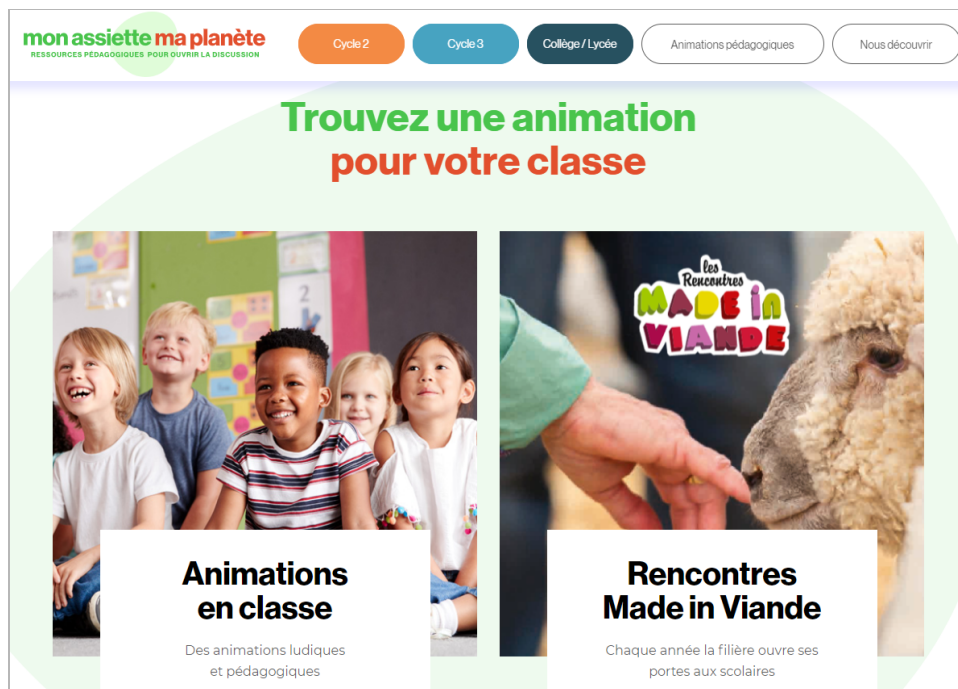 mon assiette ma planète
RESSOURCES PÉDAGOGIQUES POUR OUVRIR LA DISCUSSION
Cycle 2
Cycle 3
Collège / Lycée
Animations pédagogiques
Nous découvrir
Trouvez une animation
pour votre classe
2
les
Rencontres
MADE in
VIANDE
Animations
en classe
Des animations ludiques
et pédagogiques
Rencontres
Made in Viande
Chaque année la filière ouvre ses
portes aux scolaires